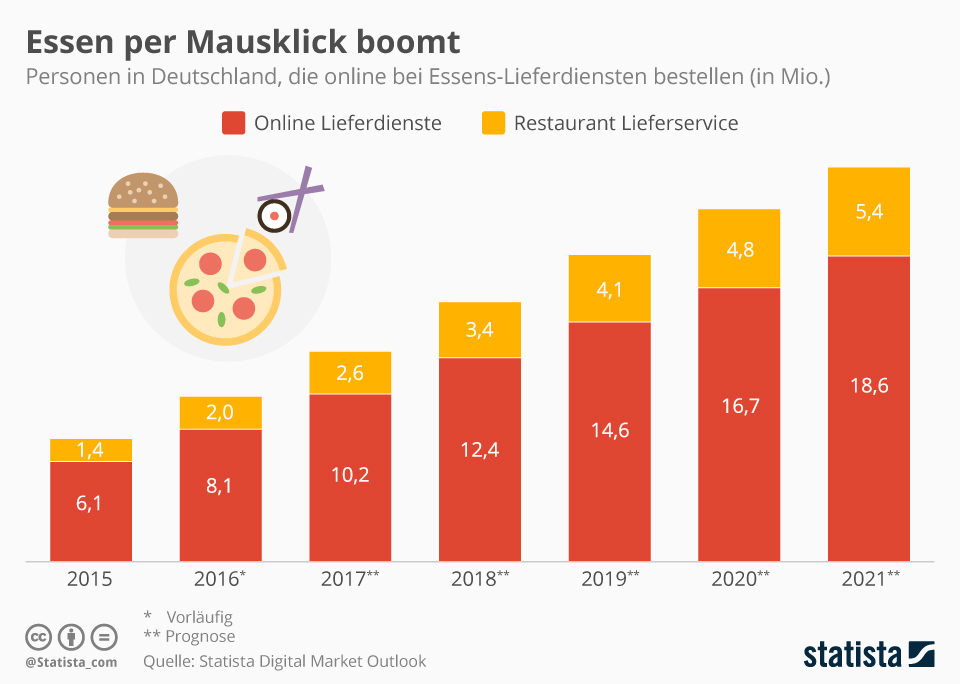 Essen per Mausklick boomt
Personen in Deutschland, die online bei Essens-Lieferdiensten bestellen (in Mio.)
Online Lieferdienste Restaurant Lieferservice
1,4 2,0 2,6 3,4 4,1 4,8 5,4
6,1 8,1 10,2 12,4 14,6 16,7 18,6
2015 2016* 2017** 2018** 2019** 2020** 2021**
* Vorläufig
** Prognose
@Statista_com Quelle: Statista Digital Market Outlook
cc =
statista